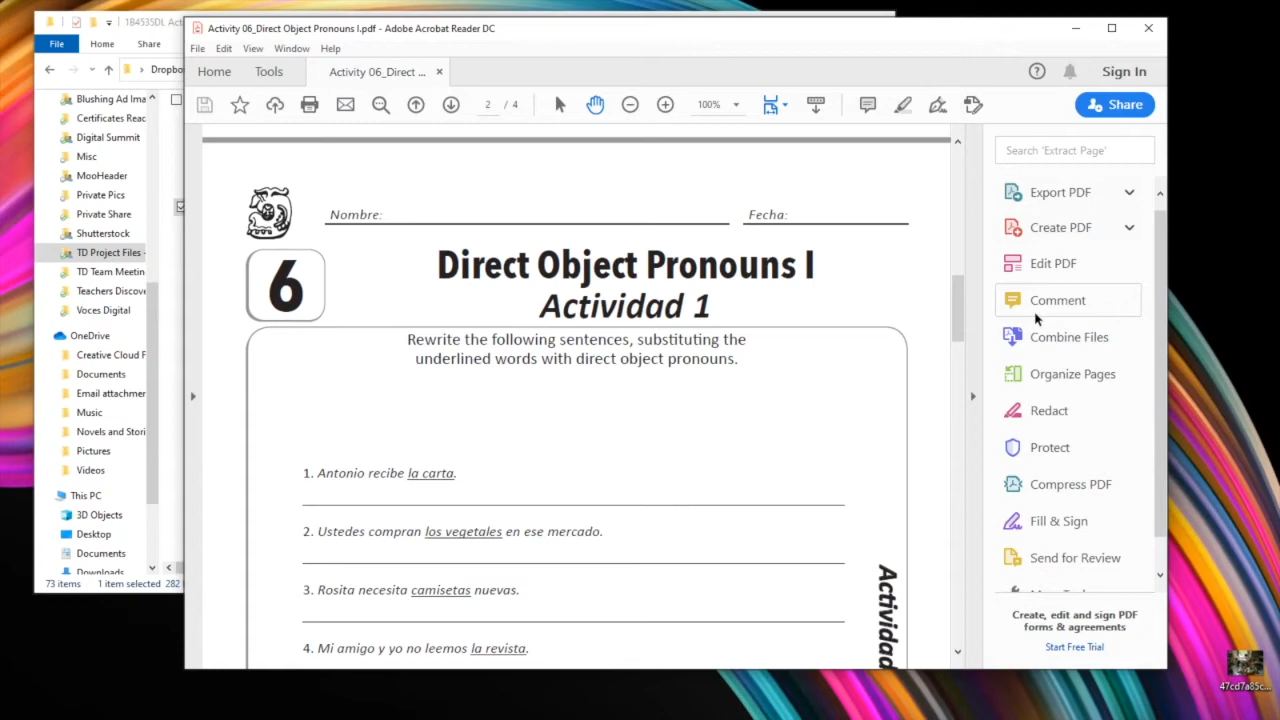 1B4535DL Act
File Home Share
Dropbo
Blushing Ad Ima
Certificates Reac
Digital Summit
Misc
MooHeader
Private Pics
Private Share
Shutterstock
TD Project Files -
TD Team Meetin
Teachers Discove
Voces Digital
OneDrive
Creative Cloud F
Documents
Email attachmer
Music
Novels and Stori
Pictures
Videos
This PC
3D Objects
Desktop
Documents
Downloads
73 items 1 item selected 282
Activity 06_Direct Object Pronouns I.pdf - Adobe Acrobat Reader DC
File Edit View Window Help
Home Tools Activity 06_Direct ... Sign In
2 / 4 100% Share
Nombre: Fecha:
6
Direct Object Pronouns I
Actividad 1
Rewrite the following sentences, substituting the
underlined words with direct object pronouns.
1. Antonio recibe la carta.
2. Ustedes compran los vegetales en ese mercado.
3. Rosita necesita camisetas nuevas.
4. Mi amigo y yo no leemos la revista.
Actividad
Search 'Extract Page'
Export PDF
Create PDF
Edit PDF
Comment
Combine Files
Organize Pages
Redact
Protect
Compress PDF
Fill & Sign
Send for Review
Create, edit and sign PDF
forms & agreements
Start Free Trial
47cd7a85c...